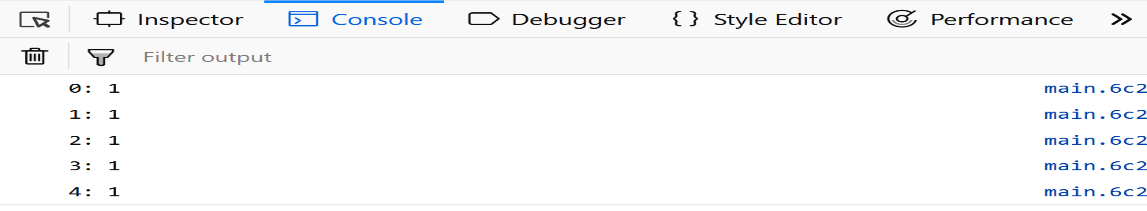 Inspector Console Debugger { } Style Editor Performance »
Filter output
0: 1 main.6c2
1: 1 main.6c2
2: 1 main.6c2
3: 1 main.6c2
4: 1 main.6c2